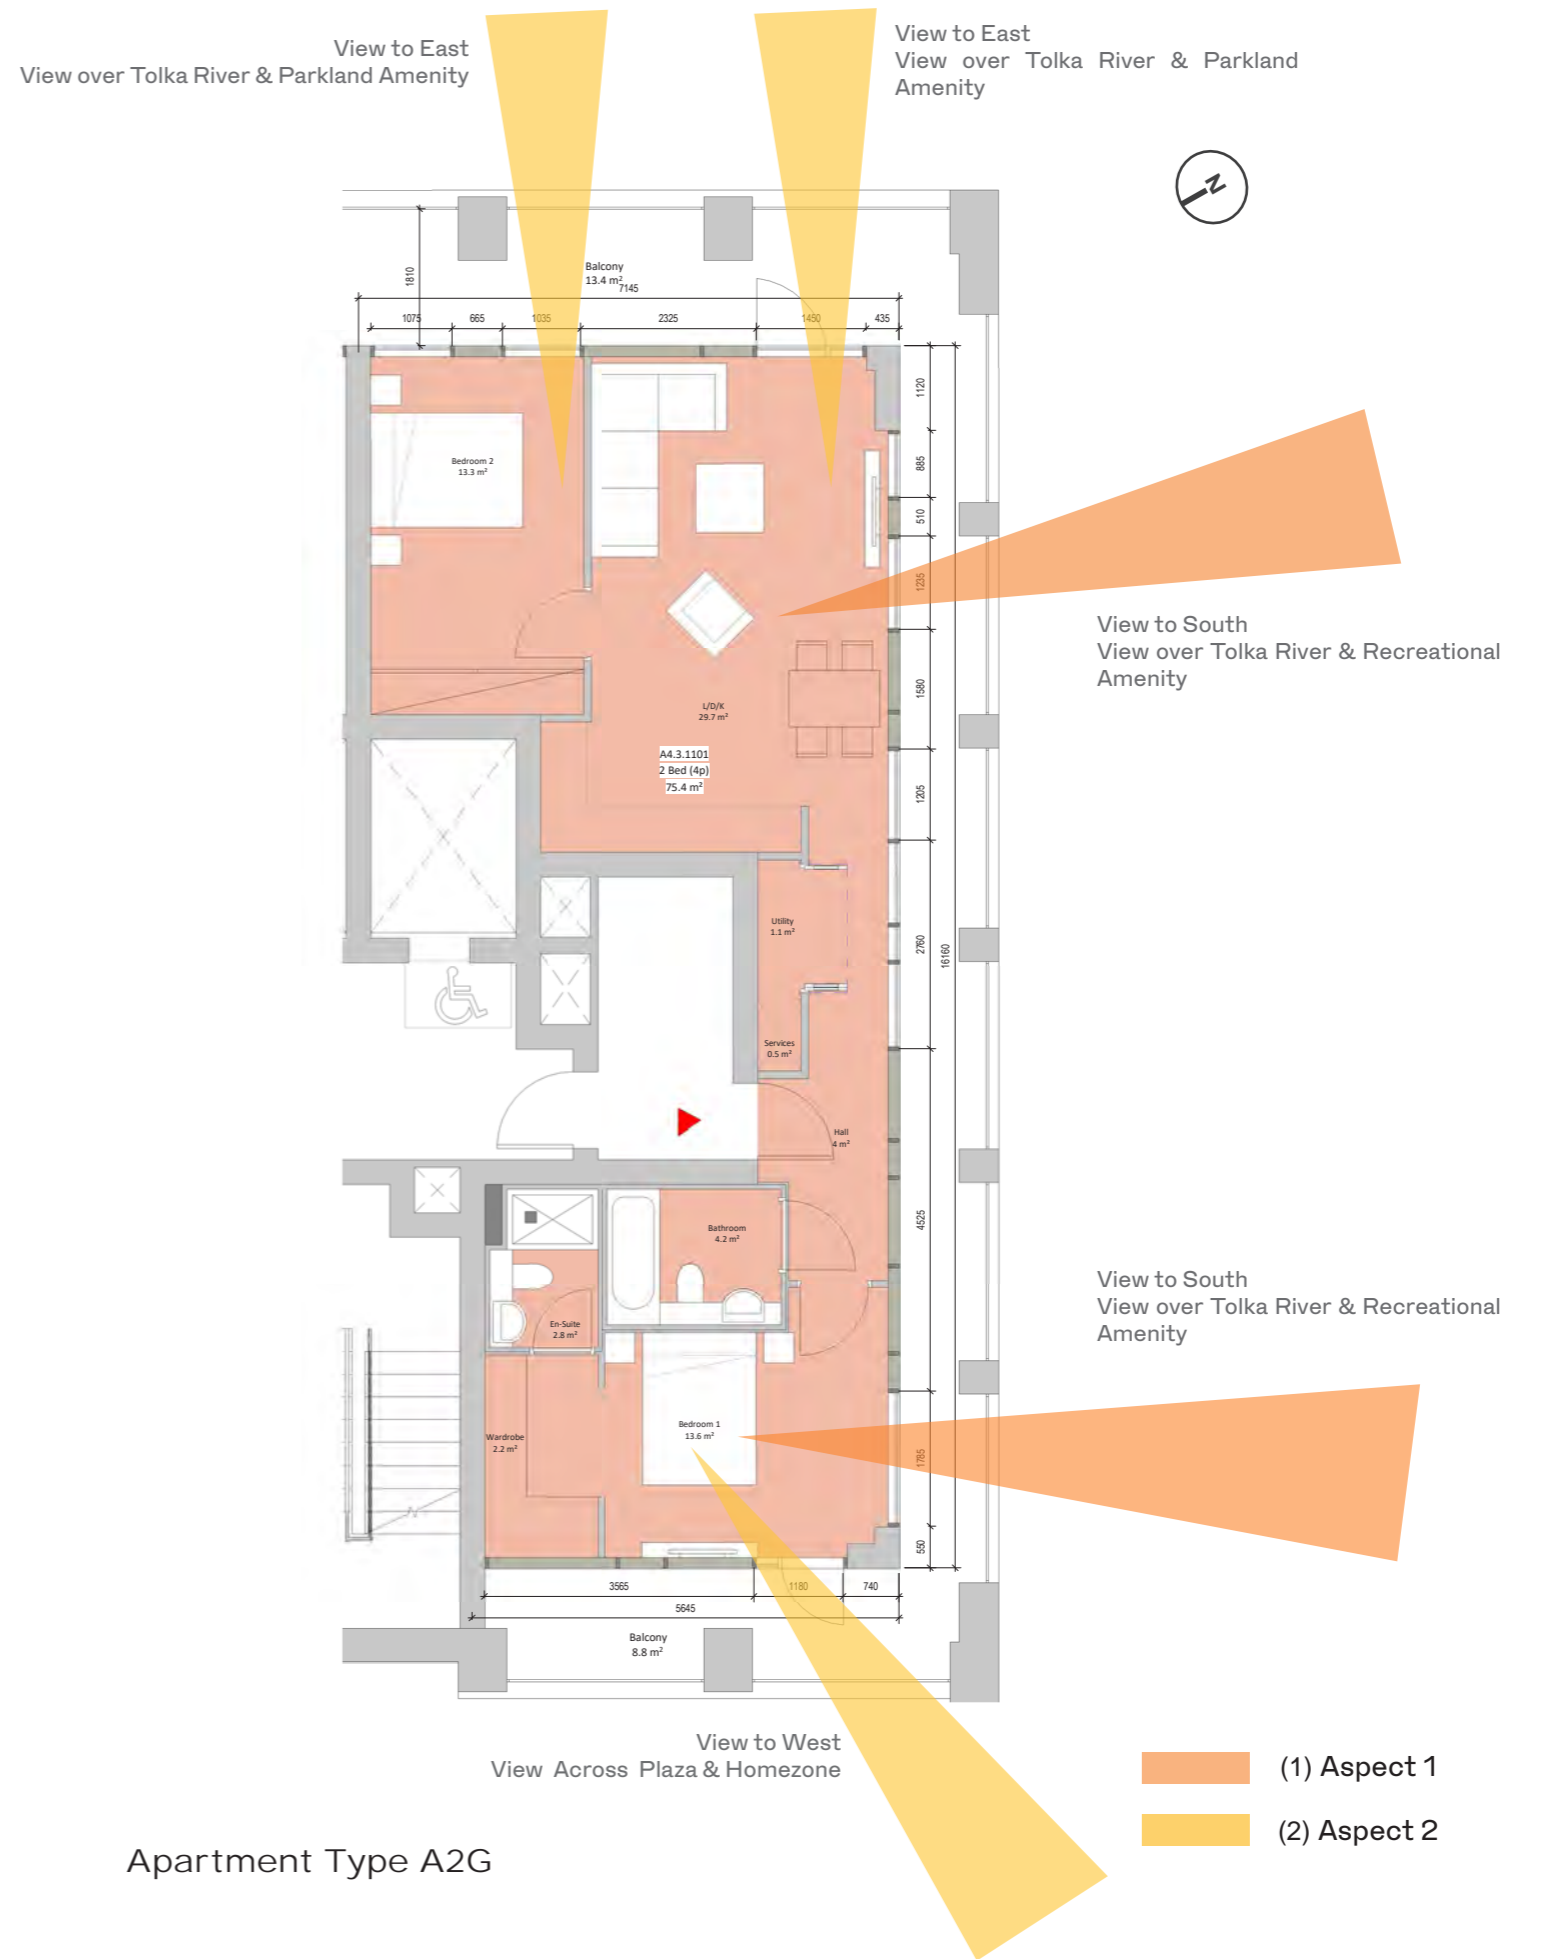 View to East
View over Tolka River & Parkland Amenity
View to East
View over Tolka River & Parkland
Amenity
N
Balcony
13.4 m²
7145
1810
1075
665
1035
2325
1450
435
1120
885
510
1235
1580
1205
2760
16160
4525
1785
550
Bedroom 2
13.3 m²
View to South
View over Tolka River & Recreational
Amenity
L/D/K
29.7 m²
A4.3.1101
2 Bed (4p)
75.4 m²
Utility
1.1 m²
Services
0.5 m²
Hall
4 m²
Bathroom
4.2 m²
En-Suite
2.8 m²
View to South
View over Tolka River & Recreational
Amenity
Bedroom 1
13.6 m²
Wardrobe
2.2 m²
3565
1180
740
5645
Balcony
8.8 m²
View to West
View Across Plaza & Homezone
(1) Aspect 1
(2) Aspect 2
Apartment Type A2G